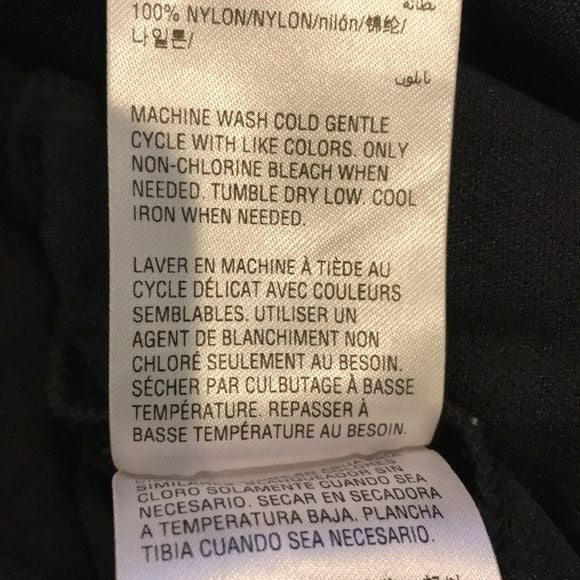 بطانة
100% NYLON/NYLON/nilón/锦纶/
나일론/
نايلون
MACHINE WASH COLD GENTLE
CYCLE WITH LIKE COLORS. ONLY
NON-CHLORINE BLEACH WHEN
NEEDED. TUMBLE DRY LOW. COOL
IRON WHEN NEEDED.
LAVER EN MACHINE À TIÈDE AU
CYCLE DÉLICAT AVEC COULEURS
SEMBLABLES. UTILISER UN
AGENT DE BLANCHIMENT NON
CHLORÉ SEULEMENT AU BESOIN.
SÉCHER PAR CULBUTAGE À BASSE
TEMPÉRATURE. REPASSER À
BASSE TEMPÉRATURE AU BESOIN.
SIMILARES. BLANQUEADOR SIN
CLORO SOLAMENTE CUANDO SEA
NECESARIO. SECAR EN SECADORA
A TEMPERATURA BAJA. PLANCHA
TIBIA CUANDO SEA NECESARIO.